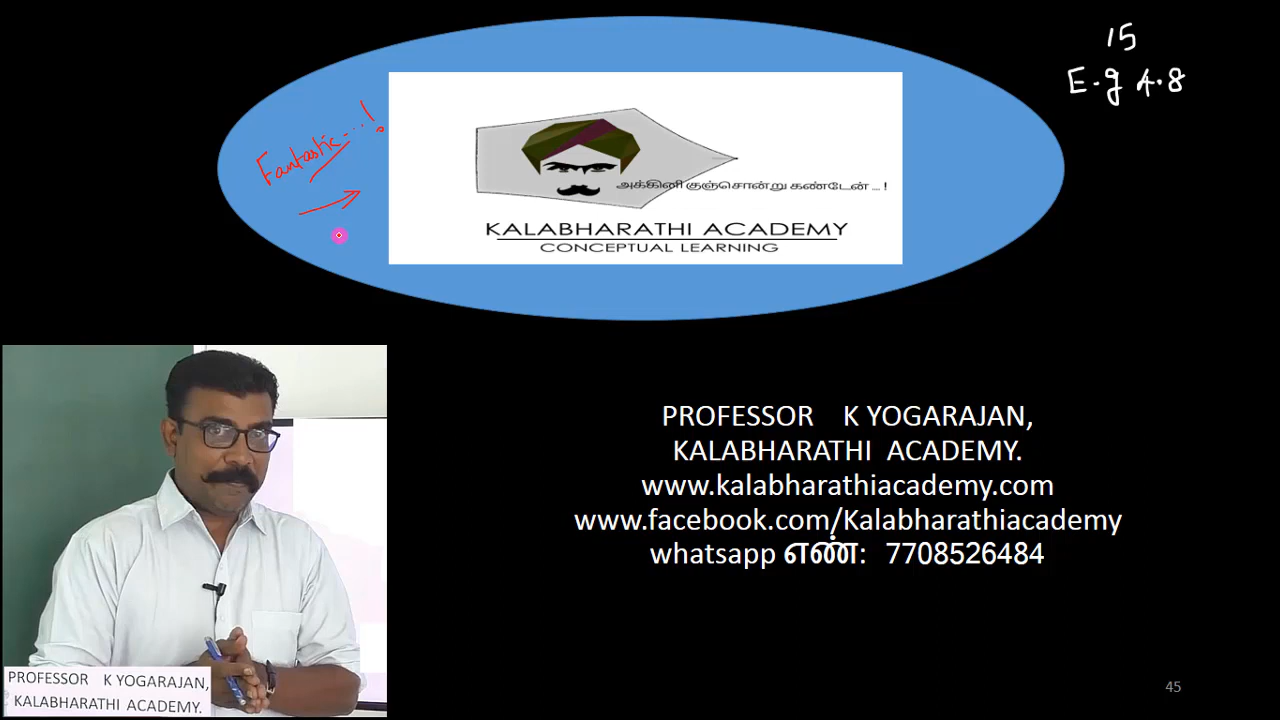 15
E.g 4.8
Fantastic...!
அக்கினி குஞ்சொன்று கண்டேன் ...!
KALABHARATHI ACADEMY
CONCEPTUAL LEARNING
PROFESSOR K YOGARAJAN,
KALABHARATHI ACADEMY.
www.kalabharathiacademy.com
www.facebook.com/Kalabharathiacademy
whatsapp எண்: 7708526484
PROFESSOR K YOGARAJAN,
KALABHARATHI ACADEMY.
45